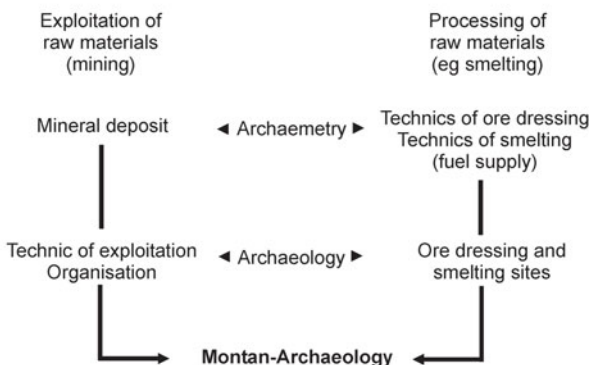 Exploitation of
raw materials
(mining)
Processing of
raw materials
(eg smelting)
Mineral deposit
◄ Archaemetry ►
Technics of ore dressing
Technics of smelting
(fuel supply)
Technic of exploitation
Organisation
◄ Archaeology ►
Ore dressing and
smelting sites
Montan-Archaeology